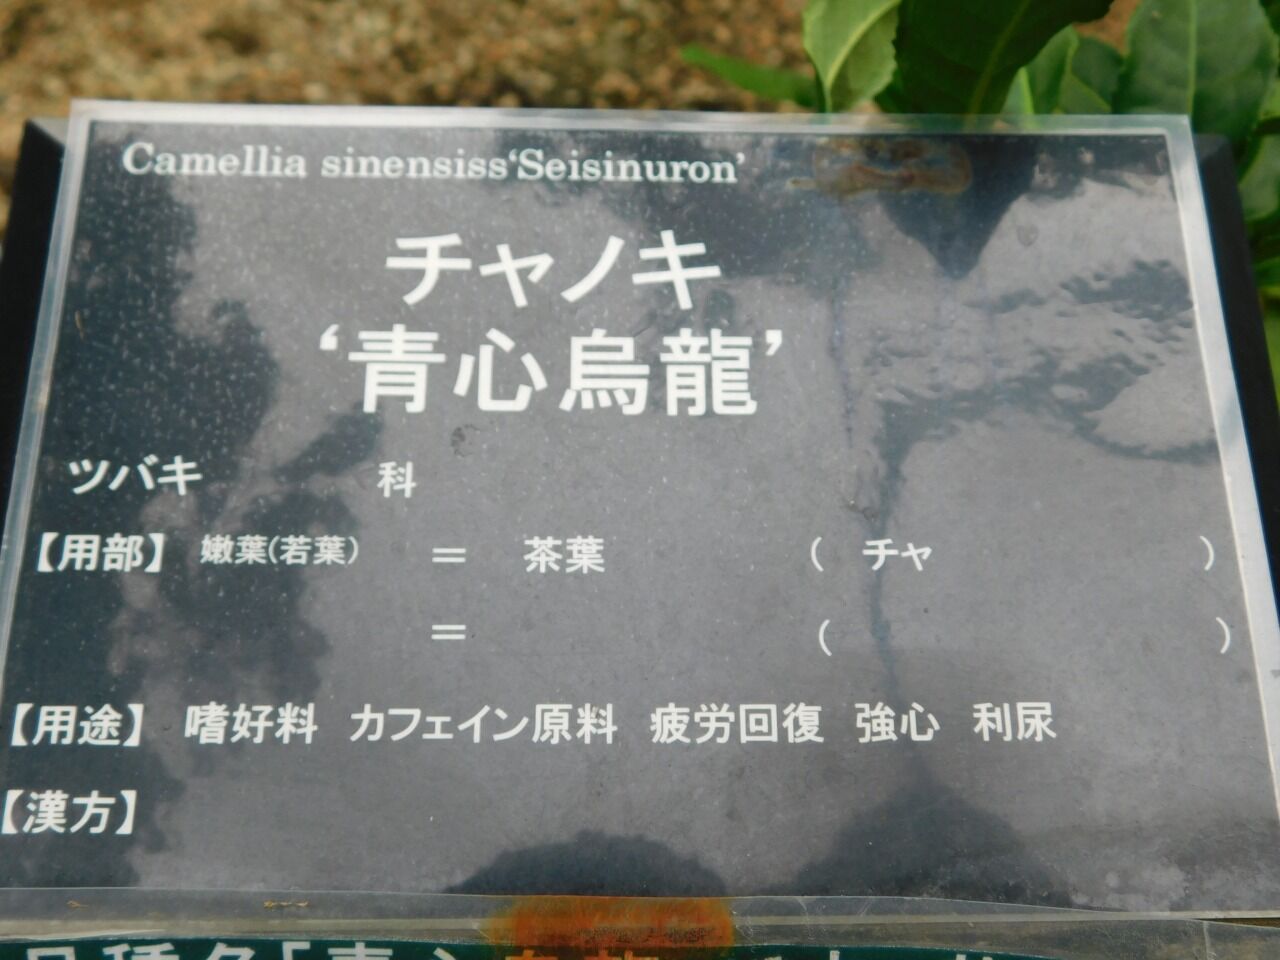 Camellia sinensiss‘Seisinuron’
チャノキ
‘青心烏龍’
ツバキ 科
【用部】 嫩葉(若葉) ＝ 茶葉 ( チャ )
＝ ( )
【用途】 嗜好料 カフェイン原料 疲労回復 強心 利尿
【漢方】